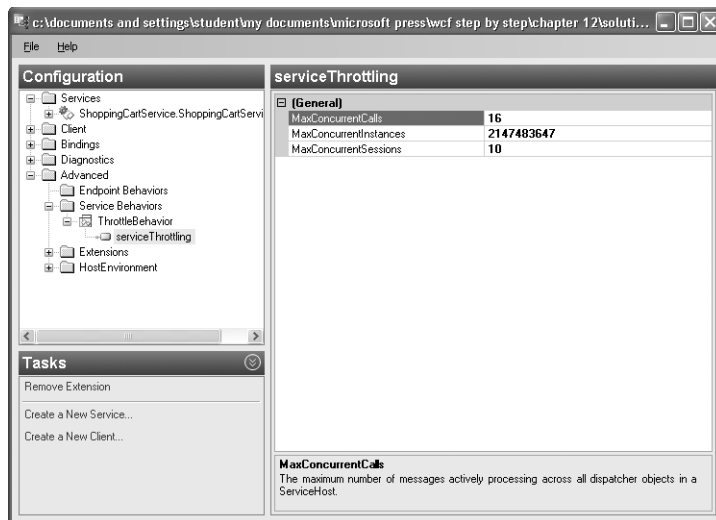 c:\documents and settings\student\my documents\microsoft press\wcf step by step\chapter 12\soluti...
File Help
Configuration
Services
ShoppingCartService.ShoppingCartServi
Client
Bindings
Diagnostics
Advanced
Endpoint Behaviors
Service Behaviors
ThrottleBehavior
serviceThrottling
Extensions
HostEnvironment
Tasks
Remove Extension
Create a New Service...
Create a New Client...
serviceThrottling
(General)
MaxConcurrentCalls 16
MaxConcurrentInstances 2147483647
MaxConcurrentSessions 10
MaxConcurrentCalls
The maximum number of messages actively processing across all dispatcher objects in a
ServiceHost.